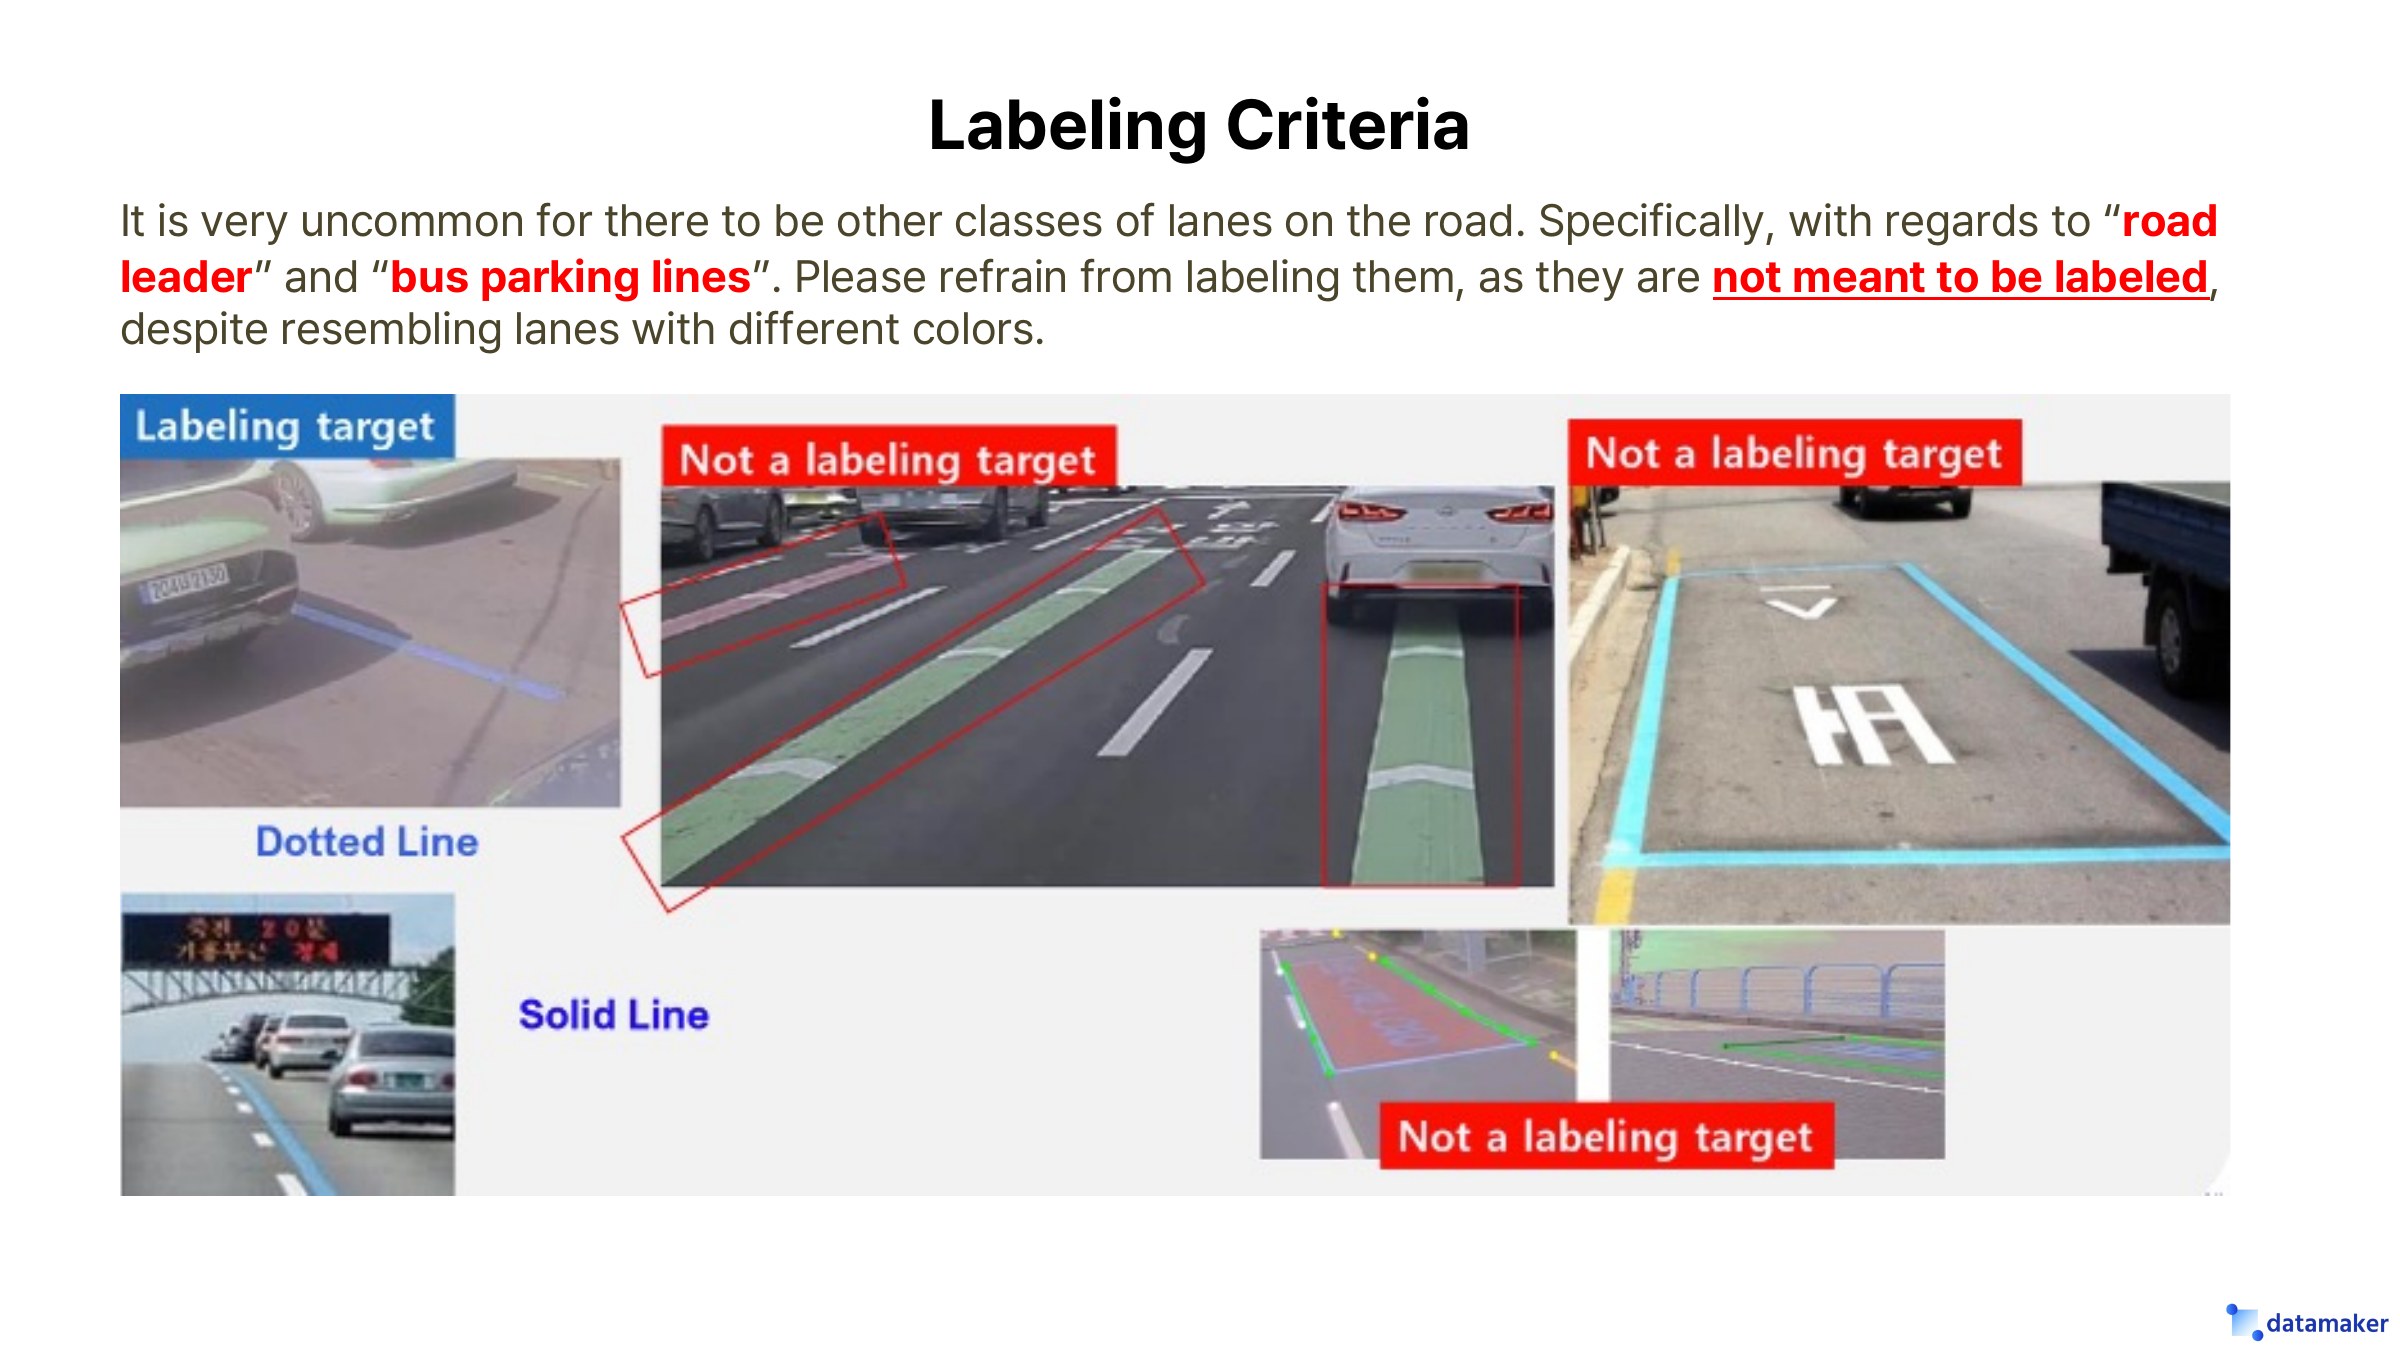 Labeling Criteria
It is very uncommon for there to be other classes of lanes on the road. Specifically, with regards to “road
leader” and “bus parking lines”. Please refrain from labeling them, as they are not meant to be labeled,
despite resembling lanes with different colors.
Labeling target
Not a labeling target
Not a labeling target
Dotted Line
Solid Line
20
Not a labeling target
datamaker